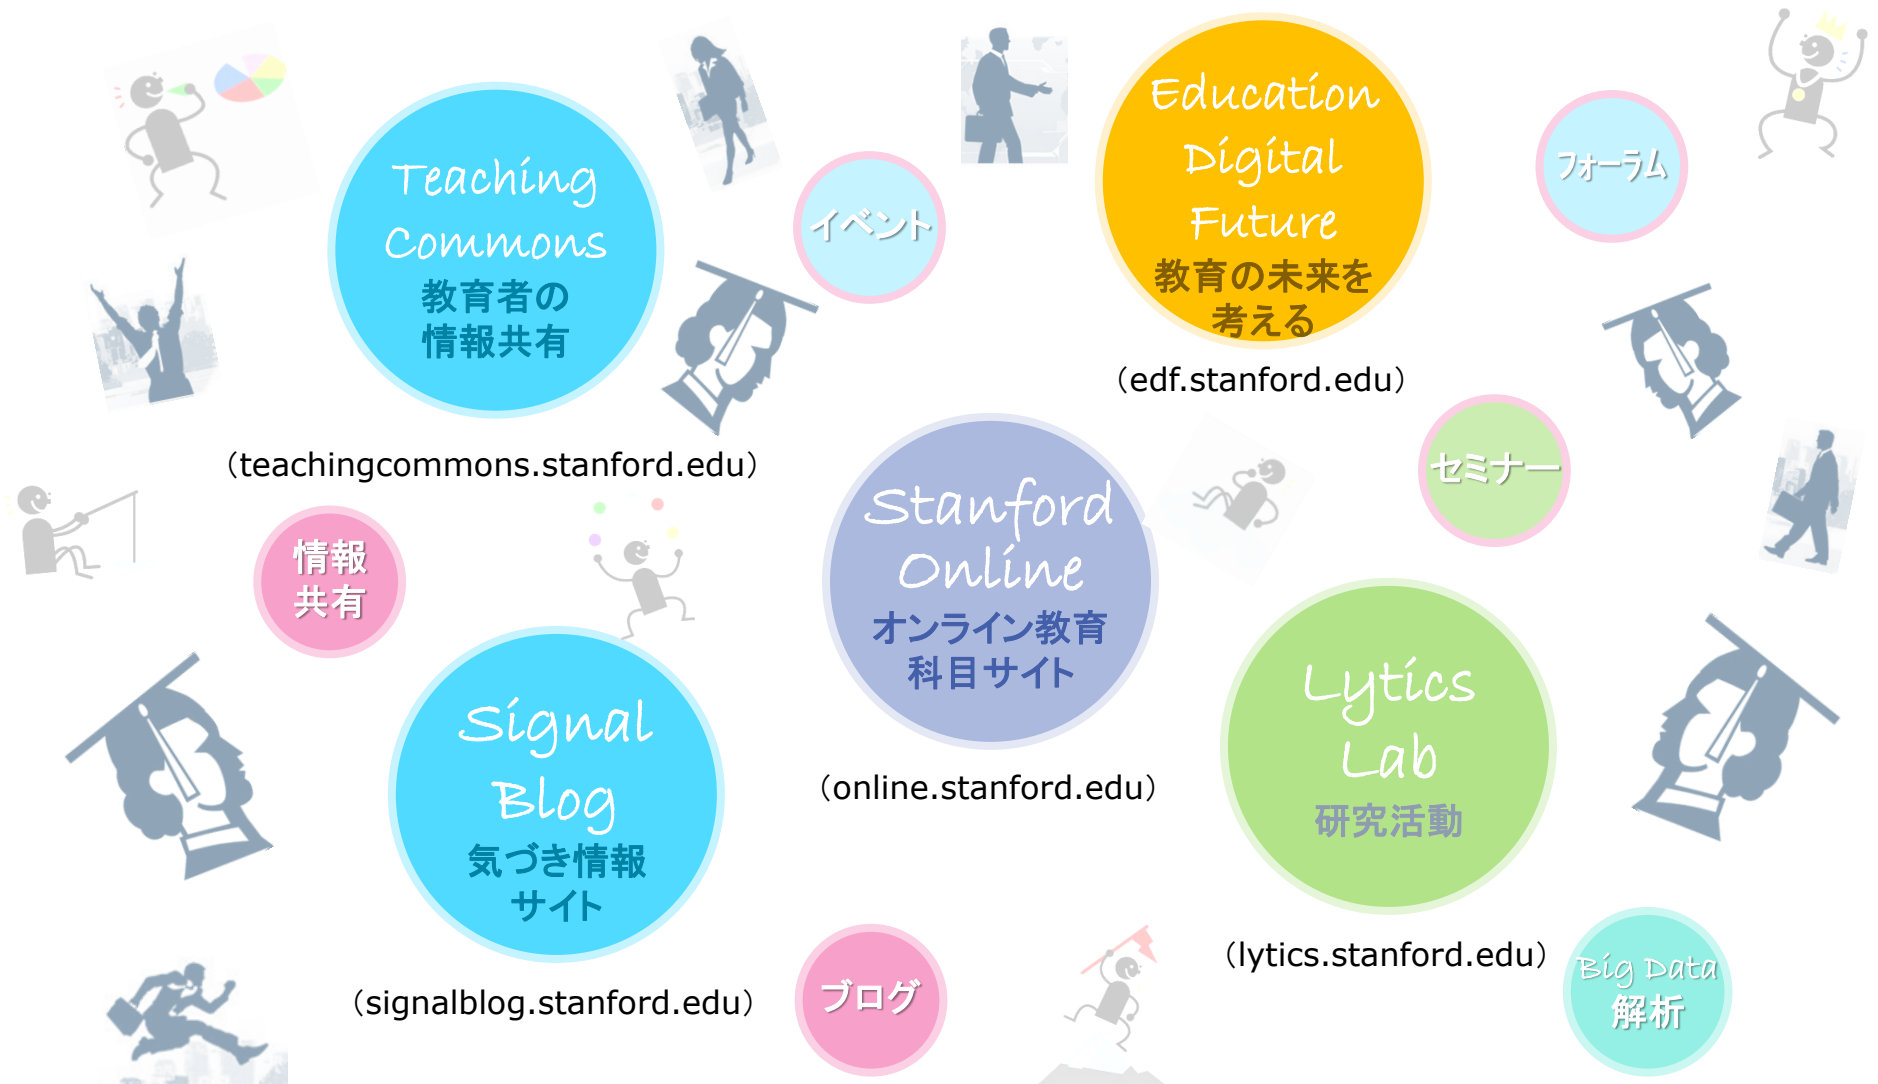 Teaching
Commons
教育者の
情報共有
(teachingcommons.stanford.edu)
イベント
Education
Digital
Future
教育の未来を
考える
(edf.stanford.edu)
フォーラム
セミナー
情報
共有
Stanford
Online
オンライン教育
科目サイト
(online.stanford.edu)
Signal
Blog
気づき情報
サイト
(signalblog.stanford.edu)
ブログ
Lytics
Lab
研究活動
(lytics.stanford.edu)
Big Data
解析